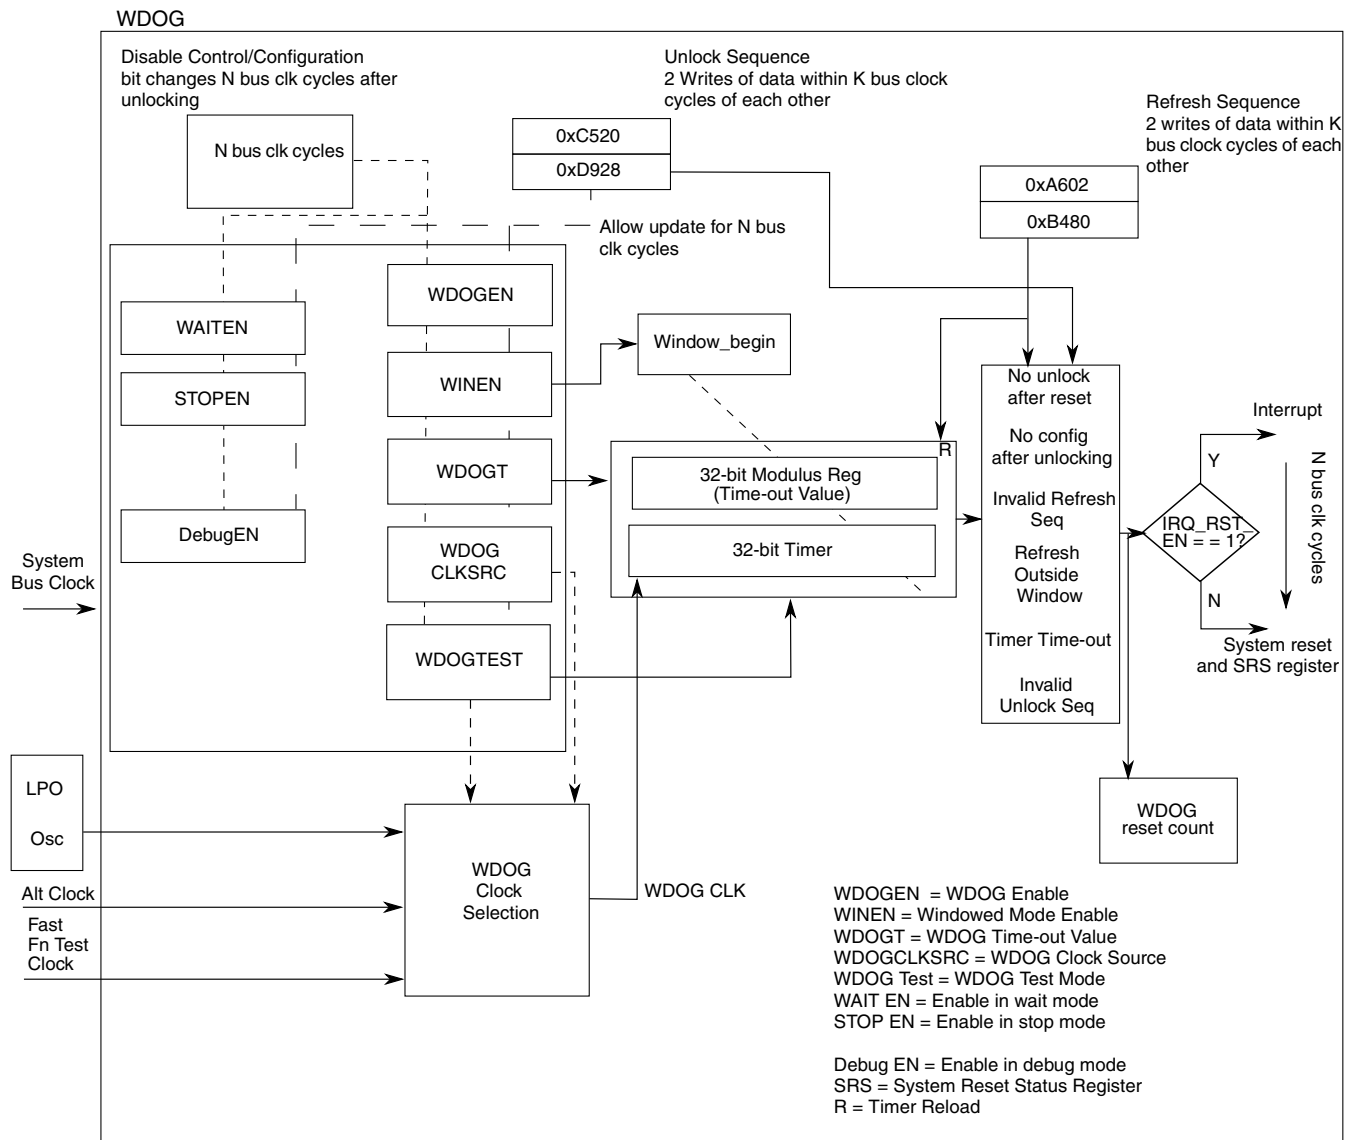 WDOG
Disable Control/Configuration
bit changes N bus clk cycles after
unlocking
Unlock Sequence
2 Writes of data within K bus clock
cycles of each other
Refresh Sequence
2 writes of data within K
bus clock cycles of each
other
N bus clk cycles
0xC520
0xD928
0xA602
0xB480
Allow update for N bus
clk cycles
WDOGEN
WAITEN
WINEN
STOPEN
WDOGT
DebugEN
WDOG
CLKSRC
WDOGTEST
Window_begin
R
32-bit Modulus Reg
(Time-out Value)
32-bit Timer
No unlock
after reset
No config
after unlocking
Invalid Refresh
Seq
Refresh
Outside
Window
Timer Time-out
Invalid
Unlock Seq
Interrupt
Y
IRQ_RST_
EN = = 1?
N
N bus clk cycles
System reset
and SRS register
System
Bus Clock
LPO
Osc
Alt Clock
Fast
Fn Test
Clock
WDOG
Clock
Selection
WDOG CLK
WDOG
reset count
WDOGEN = WDOG Enable
WINEN = Windowed Mode Enable
WDOGT = WDOG Time-out Value
WDOGCLKSRC = WDOG Clock Source
WDOG Test = WDOG Test Mode
WAIT EN = Enable in wait mode
STOP EN = Enable in stop mode
Debug EN = Enable in debug mode
SRS = System Reset Status Register
R = Timer Reload